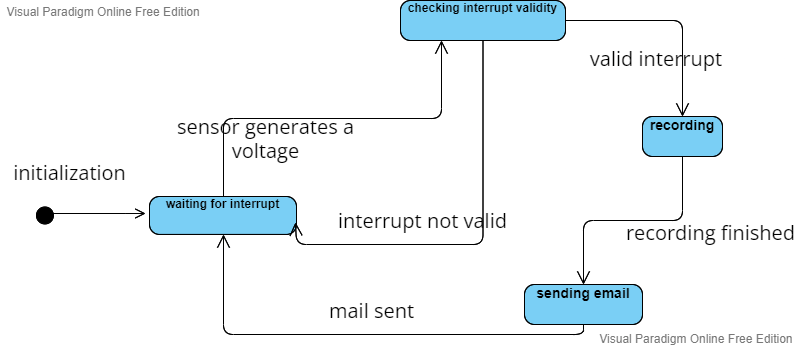 Visual Paradigm Online Free Edition
checking interrupt validity
valid interrupt
recording
sensor generates a
voltage
initialization
waiting for interrupt
interrupt not valid
recording finished
sending email
mail sent
Visual Paradigm Online Free Edition